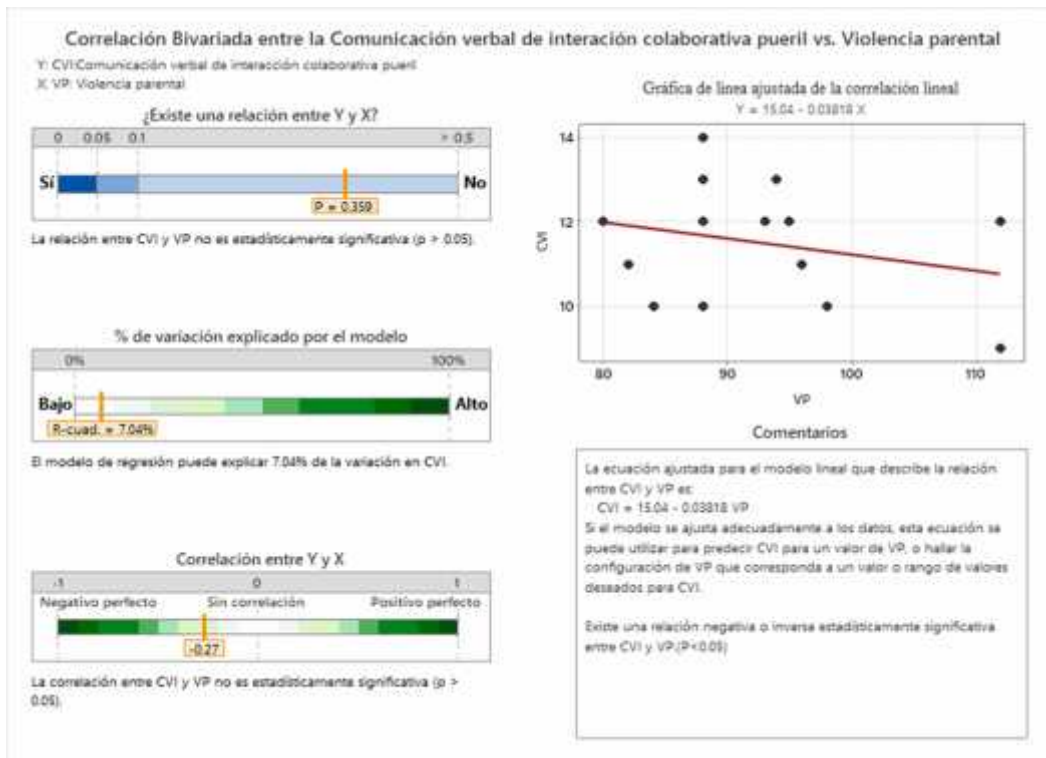 Correlación Bivariada entre la Comunicación verbal de interación colaborativa pueril vs. Violencia parental
Y: CVI:Comunicación verbal de interacción colaborativa pueril
X: VP: Violencia parental
¿Existe una relación entre Y y X?
0 0.05 0.1 > 0.5
Sí No
P = 0.359
La relación entre CVI y VP no es estadísticamente significativa (p > 0.05).
% de variación explicado por el modelo
0% 100%
Bajo Alto
R-cuad. = 7.04%
El modelo de regresión puede explicar 7.04% de la variación en CVI.
Correlación entre Y y X
-1 0 1
Negativo perfecto Sin correlación Positivo perfecto
-0.27
La correlación entre CVI y VP no es estadísticamente significativa (p >
0.05).
Gráfica de línea ajustada de la correlación lineal
Y = 15.04 - 0.03818 X
14
12
10
CVI
80 90 100 110
VP
Comentarios
La ecuación ajustada para el modelo lineal que describe la relación
entre CVI y VP es:
CVI = 15.04 - 0.03818 VP
Si el modelo se ajusta adecuadamente a los datos, esta ecuación se
puede utilizar para predecir CVI para un valor de VP, o hallar la
configuración de VP que corresponda a un valor o rango de valores
deseados para CVI.
Existe una relación negativa o inversa estadísticamente significativa
entre CVI y VP.(P<0.05)